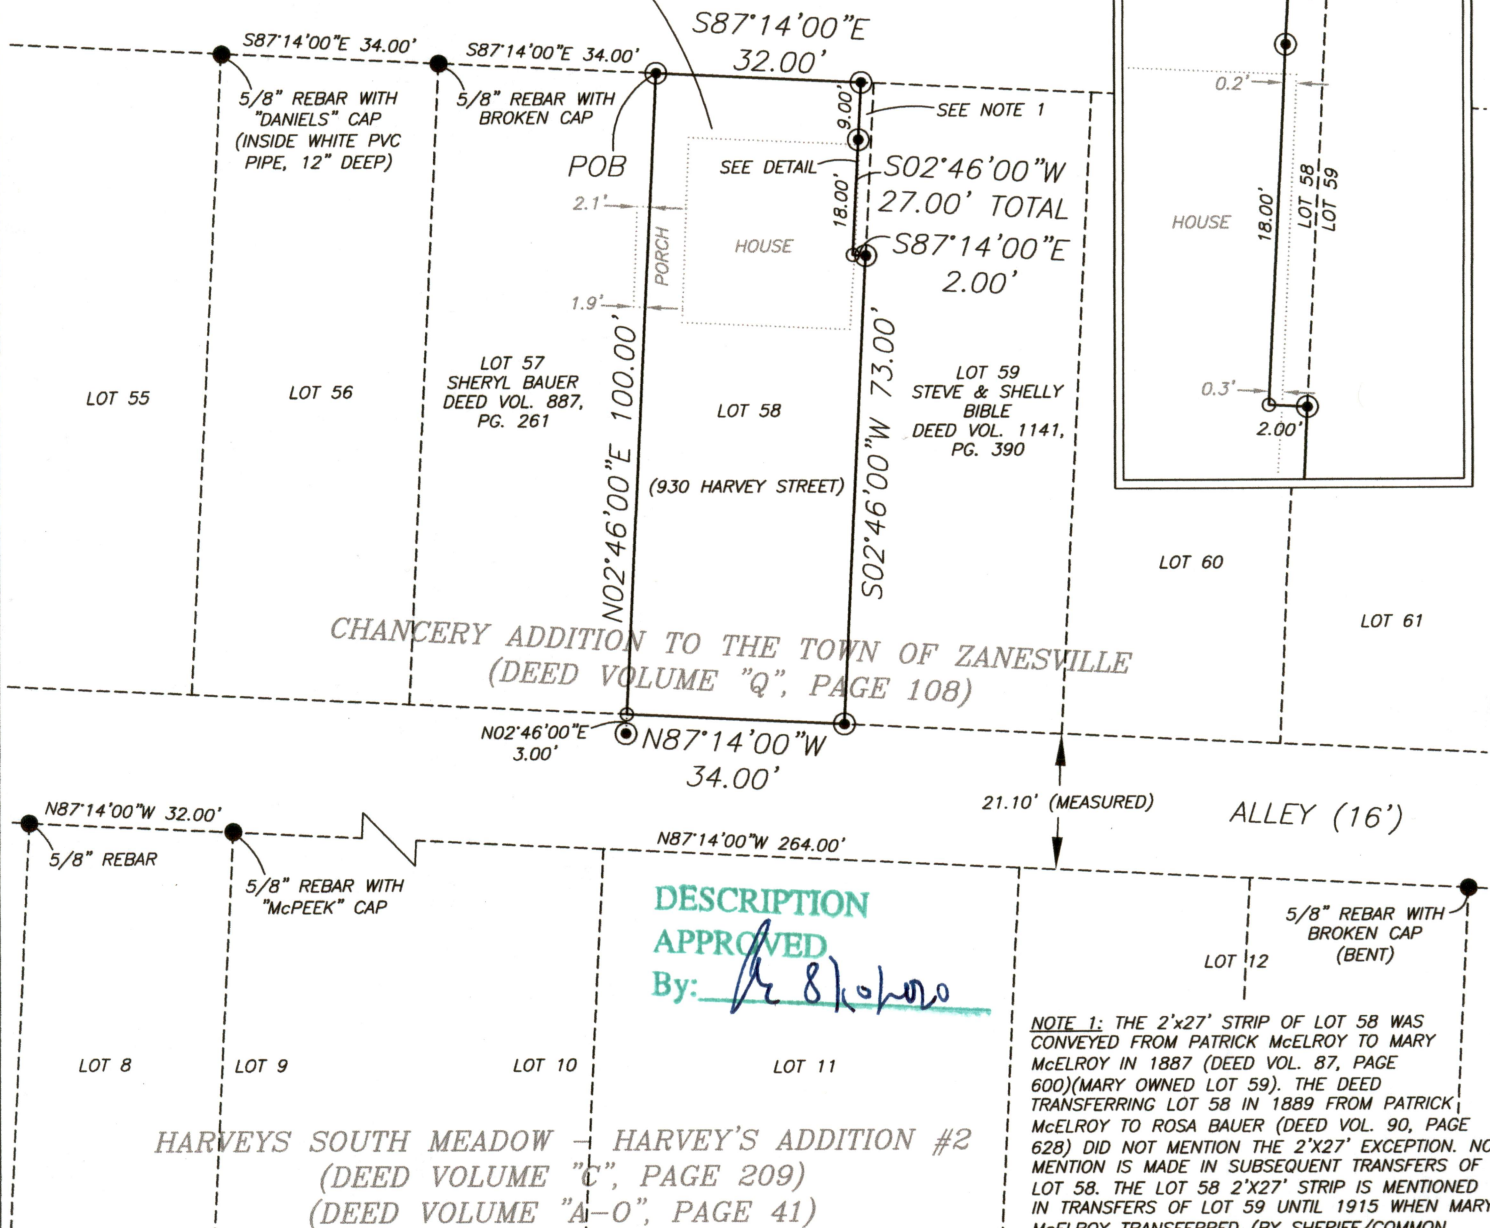 S87°14'00"E
32.00'
S87°14'00"E 34.00'
S87°14'00"E 34.00'
5/8" REBAR WITH
"DANIELS" CAP
(INSIDE WHITE PVC
PIPE, 12" DEEP)
5/8" REBAR WITH
BROKEN CAP
POB
9.00'
SEE NOTE 1
SEE DETAIL
S02°46'00"W
27.00' TOTAL
18.00'
S87°14'00"E
2.00'
2.1'
PORCH
HOUSE
1.9'
0.2'
HOUSE
18.00'
LOT 58
LOT 59
0.3'
2.00'
LOT 55
LOT 56
LOT 57
SHERYL BAUER
DEED VOL. 887,
PG. 261
N02°46'00"E 100.00'
LOT 58
(930 HARVEY STREET)
S02°46'00"W 73.00'
LOT 59
STEVE & SHELLY
BIBLE
DEED VOL. 1141,
PG. 390
LOT 60
LOT 61
CHANCERY ADDITION TO THE TOWN OF ZANESVILLE
(DEED VOLUME "Q", PAGE 108)
N02°46'00"E
3.00'
N87°14'00"W
34.00'
21.10' (MEASURED)
ALLEY (16')
N87°14'00"W 32.00'
N87°14'00"W 264.00'
5/8" REBAR
5/8" REBAR WITH
"McPEEK" CAP
5/8" REBAR WITH
BROKEN CAP
(BENT)
DESCRIPTION
APPROVED
By:
LOT 12
LOT 8
LOT 9
LOT 10
LOT 11
HARVEYS SOUTH MEADOW - HARVEY'S ADDITION #2
(DEED VOLUME "C", PAGE 209)
(DEED VOLUME "A-O", PAGE 41)
NOTE 1: THE 2'x27' STRIP OF LOT 58 WAS
CONVEYED FROM PATRICK McELROY TO MARY
McELROY IN 1887 (DEED VOL. 87, PAGE
600)(MARY OWNED LOT 59). THE DEED
TRANSFERRING LOT 58 IN 1889 FROM PATRICK
McELROY TO ROSA BAUER (DEED VOL. 90, PAGE
628) DID NOT MENTION THE 2'X27' EXCEPTION. NO
MENTION IS MADE IN SUBSEQUENT TRANSFERS OF
LOT 58. THE LOT 58 2'X27' STRIP IS MENTIONED
IN TRANSFERS OF LOT 59 UNTIL 1915 WHEN MARY
McELROY TRANSFERRED (BY SHERIFF/COMMON